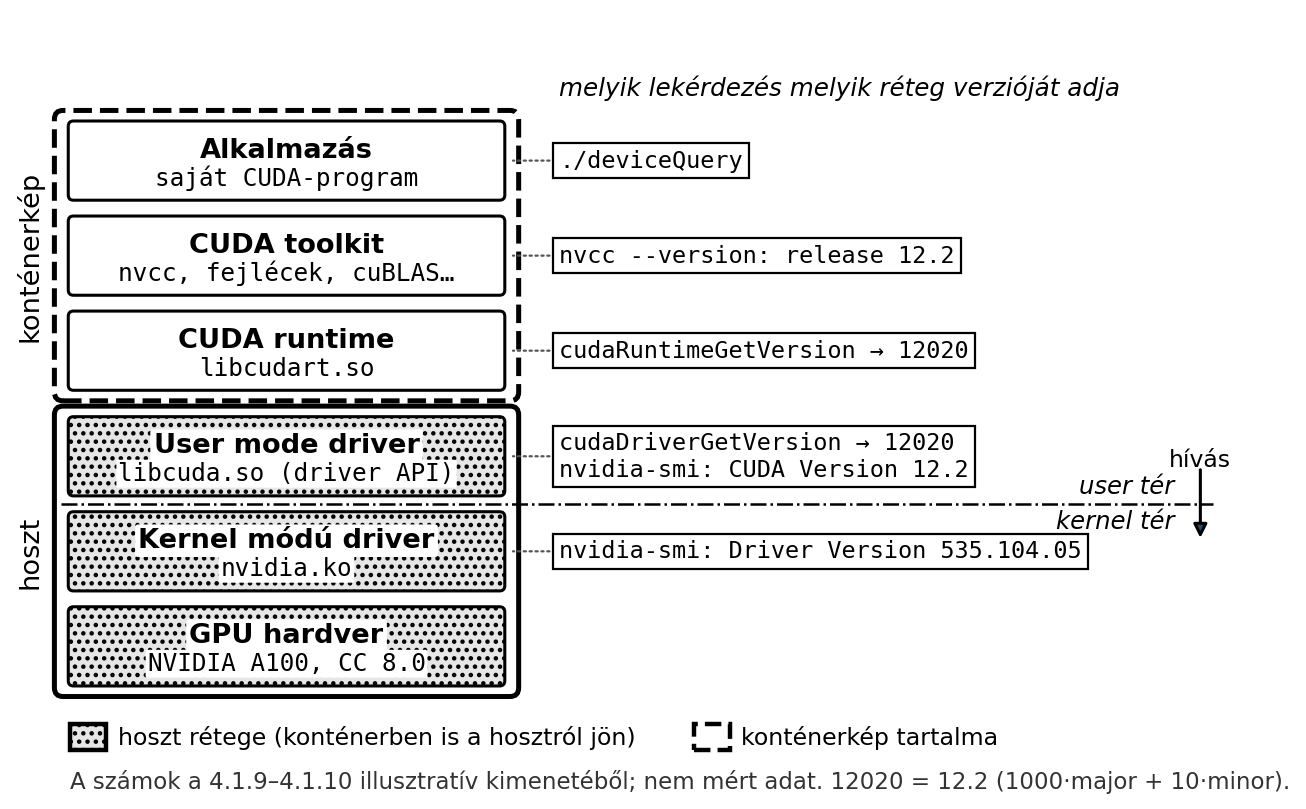 melyik lekérdezés melyik réteg verzióját adja
konténerkép
Alkalmazás
saját CUDA-program
./deviceQuery
CUDA toolkit
nvcc, fejlécek, cuBLAS…
nvcc --version: release 12.2
CUDA runtime
libcudart.so
cudaRuntimeGetVersion → 12020
hoszt
User mode driver
libcuda.so (driver API)
cudaDriverGetVersion → 12020
nvidia-smi: CUDA Version 12.2
hívás
user tér
kernel tér
Kernel módú driver
nvidia.ko
nvidia-smi: Driver Version 535.104.05
GPU hardver
NVIDIA A100, CC 8.0
hoszt rétege (konténerben is a hosztról jön)
konténerkép tartalma
A számok a 4.1.9–4.1.10 illusztratív kimenetéből; nem mért adat. 12020 = 12.2 (1000·major + 10·minor).